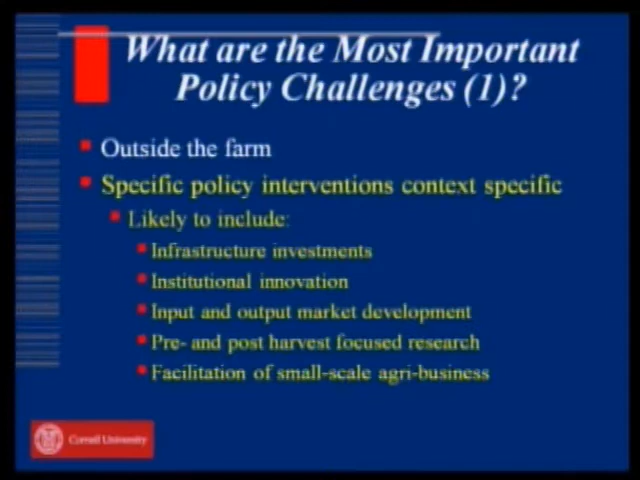 What are the Most Important
Policy Challenges (1)?
Outside the farm
Specific policy interventions context specific
Likely to include:
Infrastructure investments
Institutional innovation
Input and output market development
Pre- and post harvest focused research
Facilitation of small-scale agri-business
Cornell University